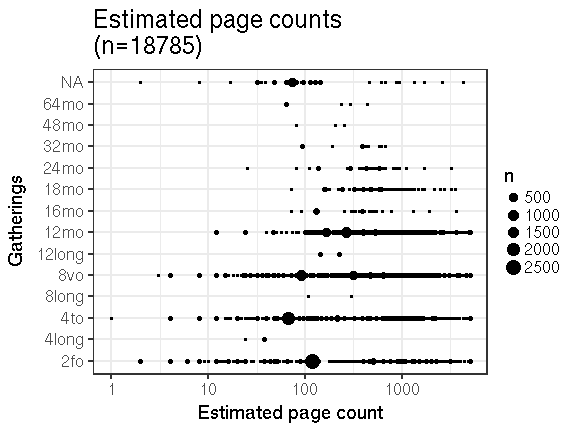 Estimated page counts
(n=18785)
NA
64mo
48mo
32mo
24mo
18mo
16mo
12mo
12long
8vo
8long
4to
4long
2fo
Gatherings
1
10
100
1000
Estimated page count
n
500
1000
1500
2000
2500